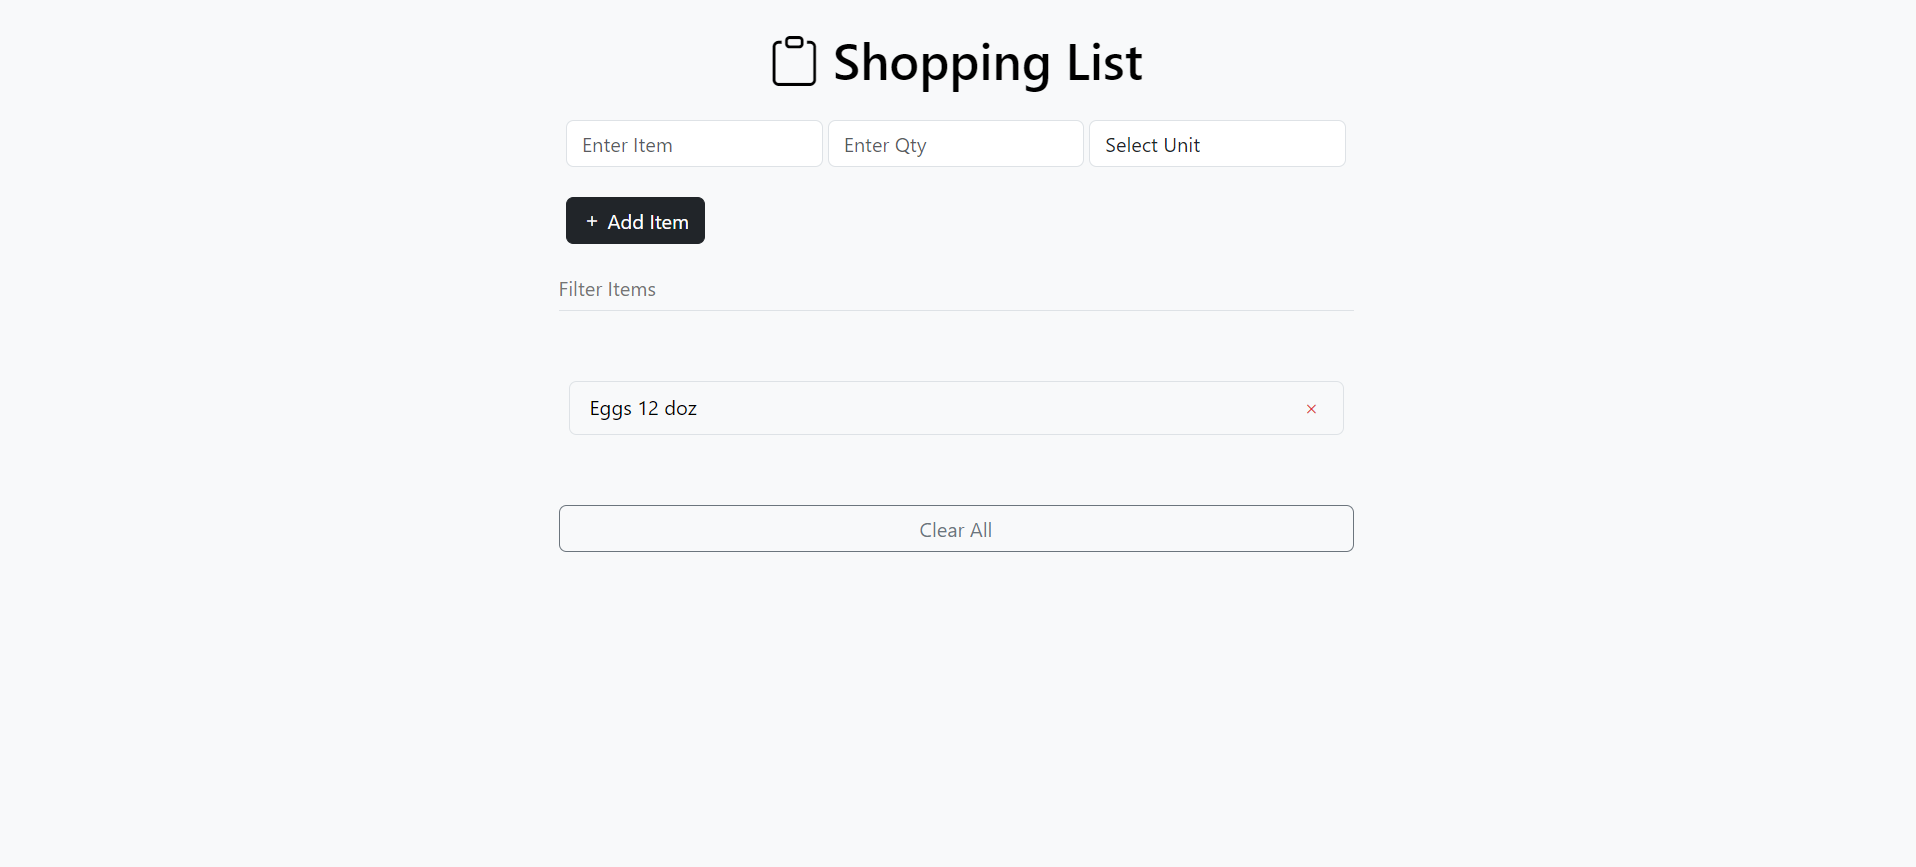 Shopping List
Enter Item Enter Qty Select Unit
+ Add Item
Filter Items
Eggs 12 doz ×
Clear All